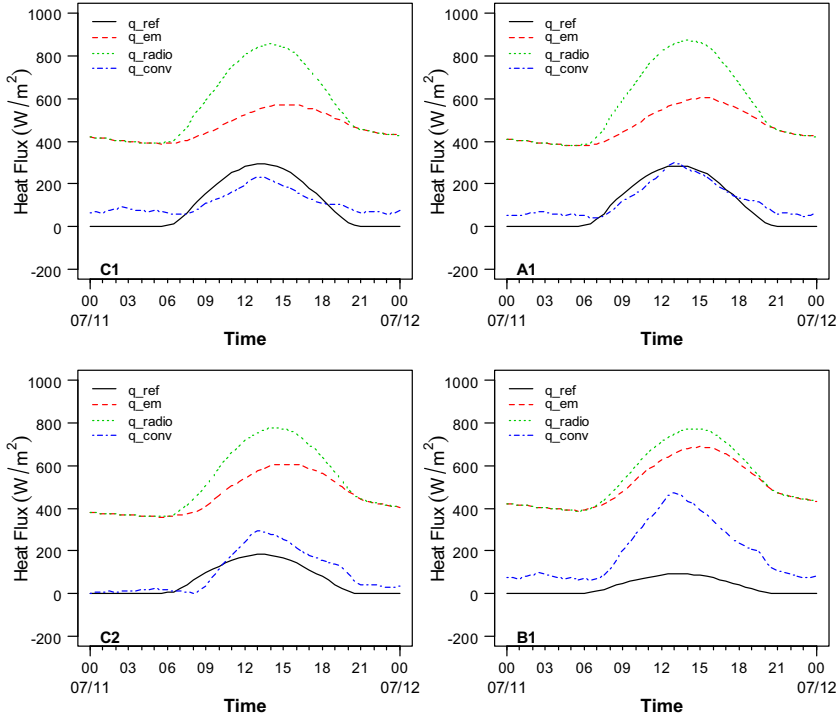 1000
800
600
400
200
0
-200
Heat Flux (W/m²)
q_ref
q_em
q_radio
q_conv
C1
00 03 06 09 12 15 18 21 00
07/11 07/12
Time
1000
800
600
400
200
0
-200
Heat Flux (W/m²)
q_ref
q_em
q_radio
q_conv
A1
00 03 06 09 12 15 18 21 00
07/11 07/12
Time
1000
800
600
400
200
0
-200
Heat Flux (W/m²)
q_ref
q_em
q_radio
q_conv
C2
00 03 06 09 12 15 18 21 00
07/11 07/12
Time
1000
800
600
400
200
0
-200
Heat Flux (W/m²)
q_ref
q_em
q_radio
q_conv
B1
00 03 06 09 12 15 18 21 00
07/11 07/12
Time